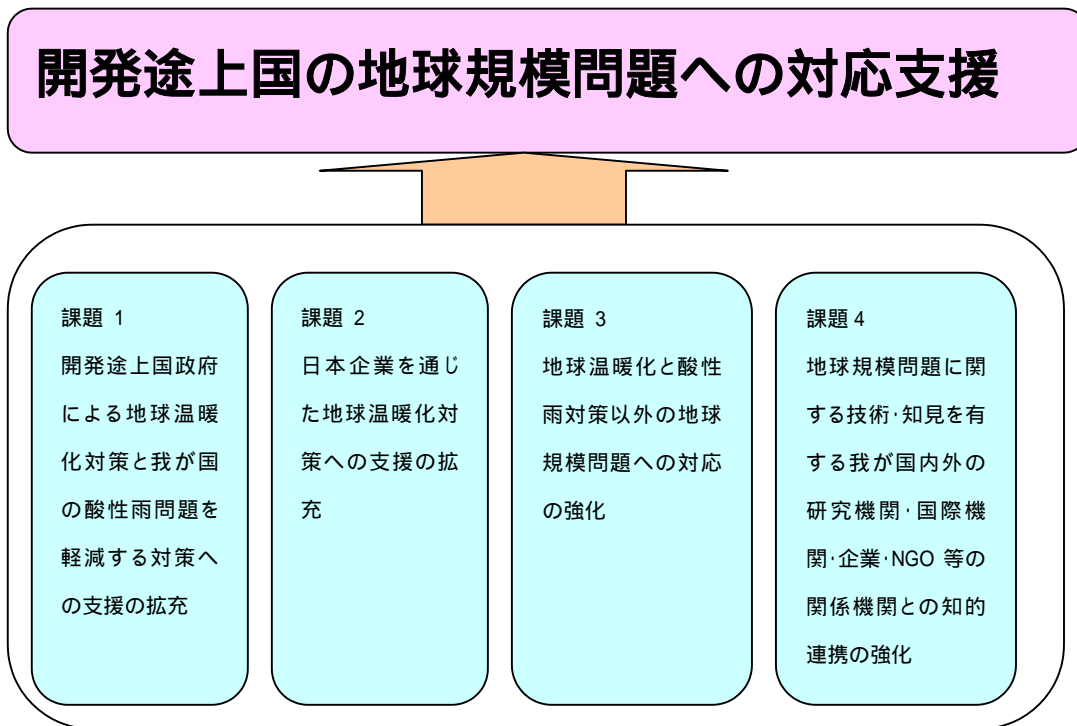 開発途上国の地球規模問題への対応支援
課題 1
開発途上国政府
による地球温暖
化対策と我が国
の酸性雨問題を
軽減する対策へ
の支援の拡充
課題 2
日本企業を通じ
た地球温暖化対
策への支援の拡
充
課題 3
地球温暖化と酸性
雨対策以外の地球
規模問題への対応
の強化
課題 4
地球規模問題に関
する技術・知見を有
する我が国内外の
研究機関・国際機
関・企業・NGO 等の
関係機関との知的
連携の強化